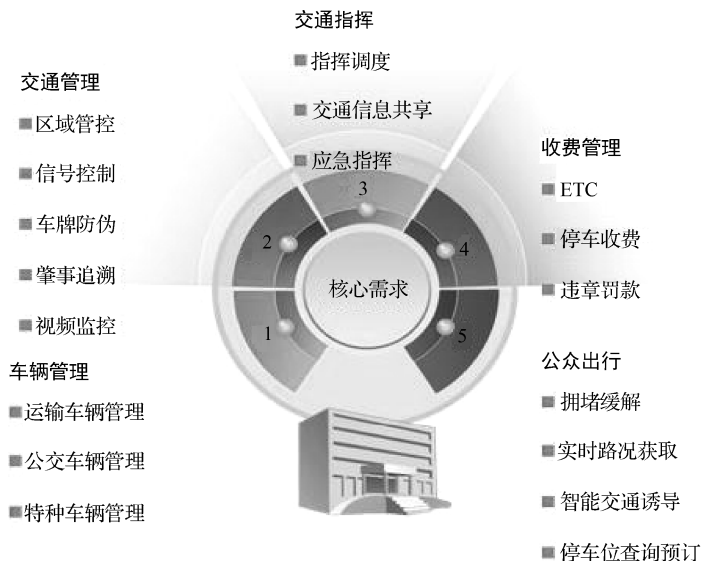 交通指挥
指挥调度
交通信息共享
应急指挥
交通管理
区域管控
信号控制
车牌防伪
肇事追溯
视频监控
车辆管理
运输车辆管理
公交车辆管理
特种车辆管理
收费管理
ETC
停车收费
违章罚款
公众出行
拥堵缓解
实时路况获取
智能交通诱导
停车位查询预订
核心需求
1
2
3
4
5